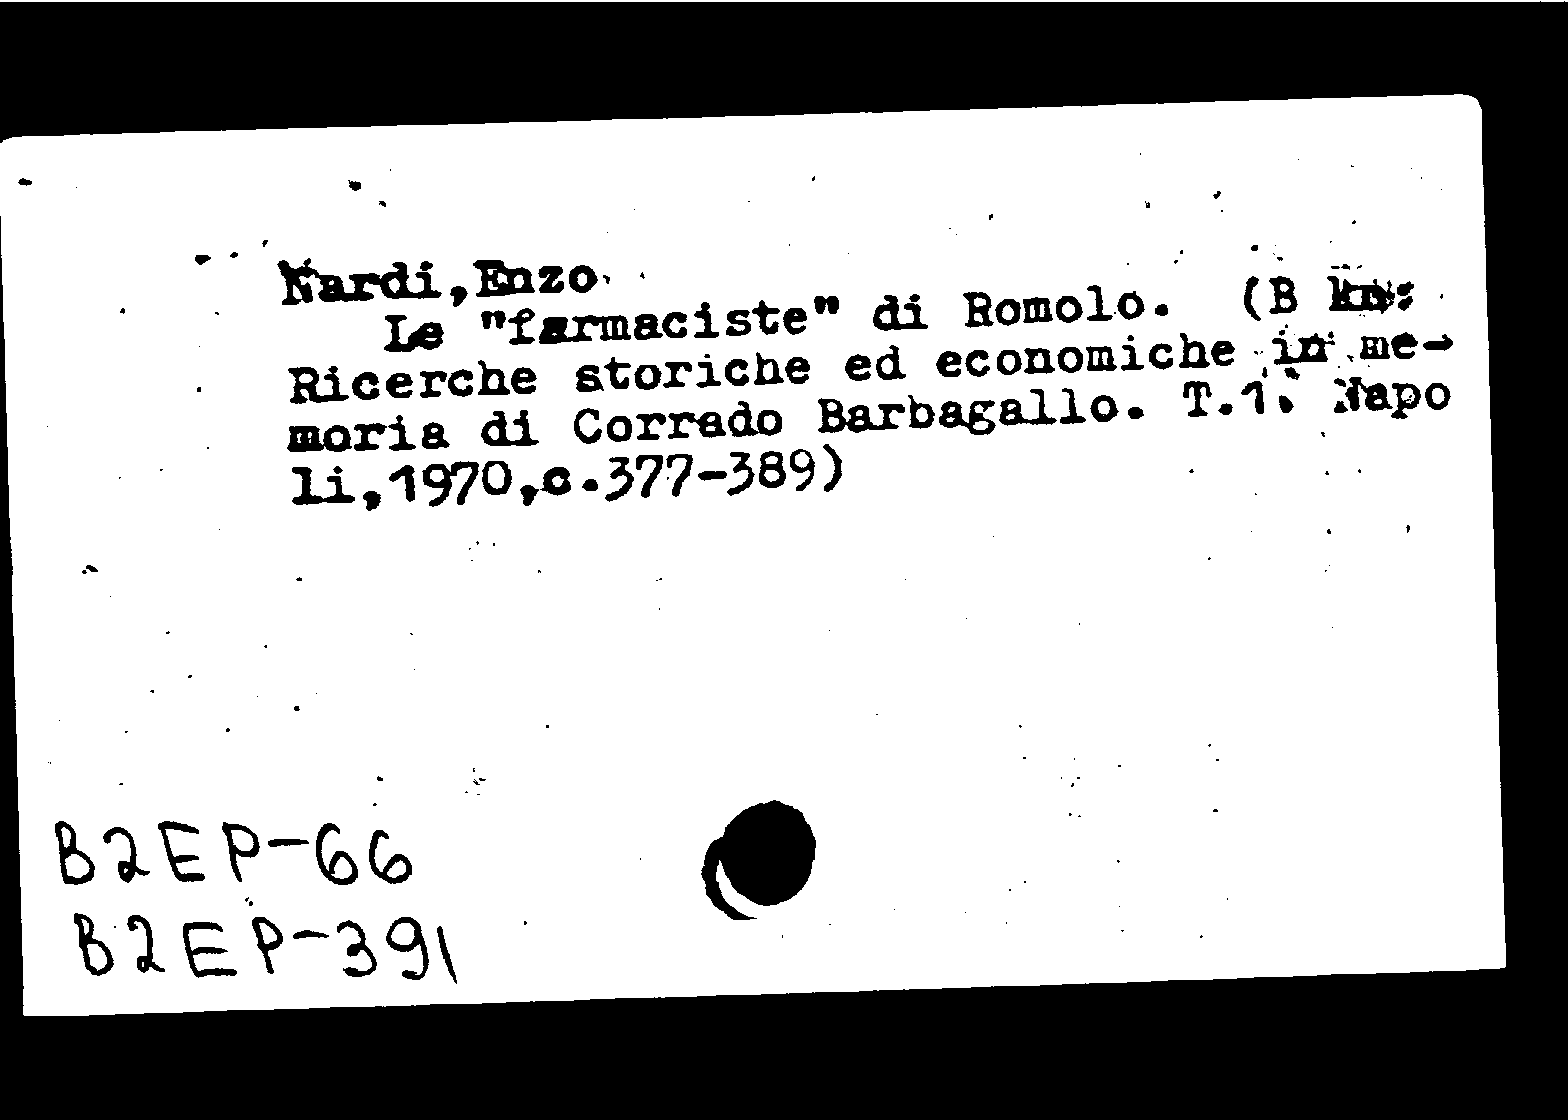 Nardi,Enzo
Le "farmaciste" di Romolo. (В кн:
Ricerche storiche ed economiche in me-
moria di Corrado Barbagallo. T.1. Napo
li,1970,c.377-389)
B2EP-66
B2EP-391